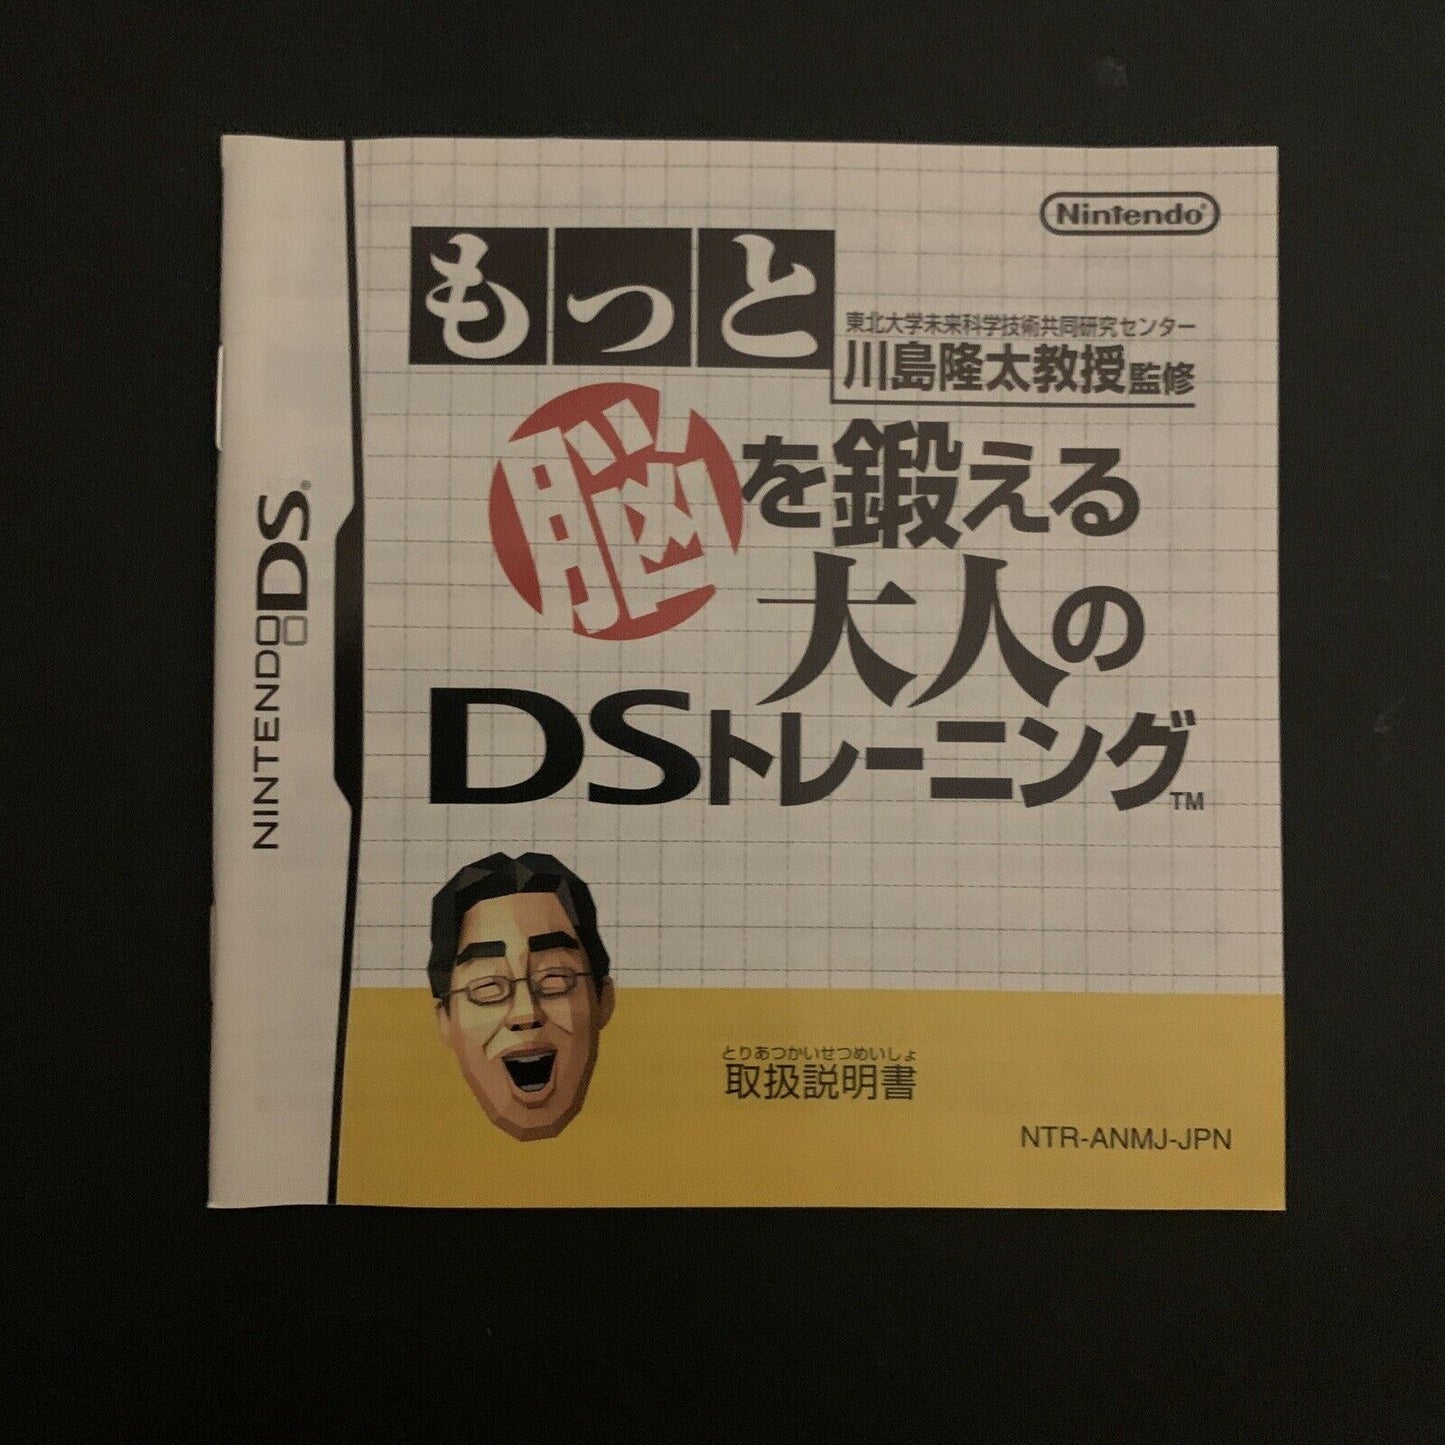 Nintendo®
もっと
東北大学未来科学技術共同研究センター
川島隆太教授監修
脳を鍛える
大人の
DSトレーニング™
NINTENDO DS®
とりあつかいせつめいしょ
取扱説明書
NTR-ANMJ-JPN